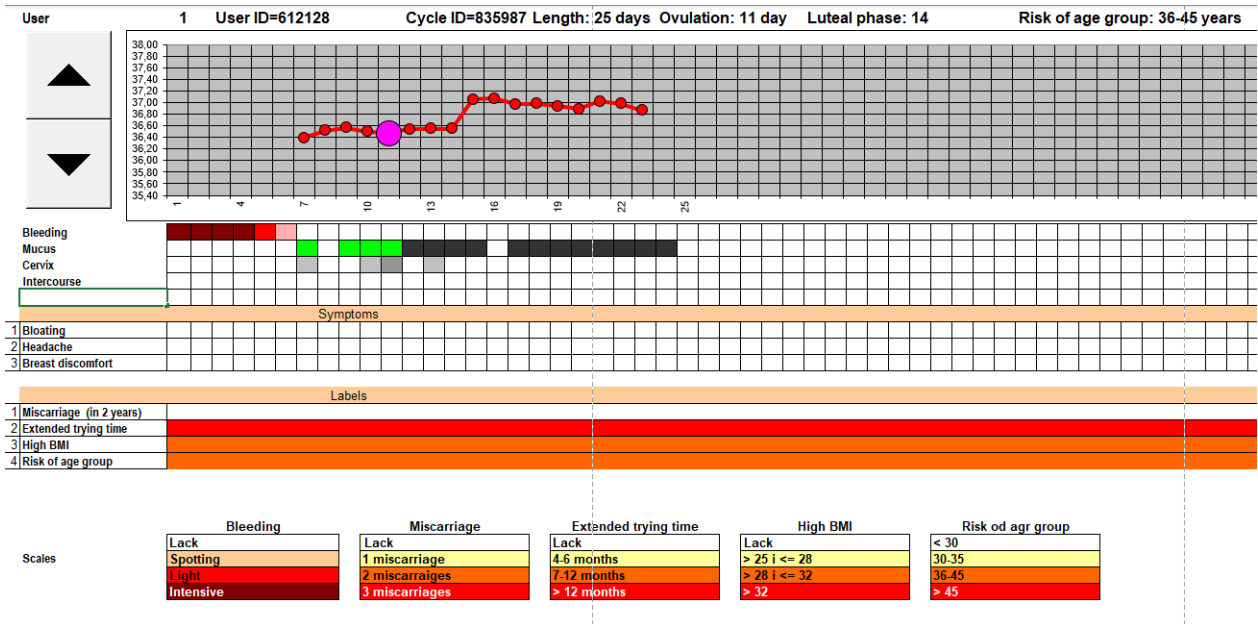 User 1 User ID=612128 Cycle ID=835987 Length: 25 days Ovulation: 11 day Luteal phase: 14 Risk of age group: 36-45 years
38,00
37,80
37,60
37,40
37,20
37,00
36,80
36,60
36,40
36,20
36,00
35,80
35,60
35,40
1 4 7 10 13 16 19 22 25
Bleeding
Mucus
Cervix
Intercourse
Symptoms
1 Bloating
2 Headache
3 Breast discomfort
Labels
1 Miscarriage (in 2 years)
2 Extended trying time
3 High BMI
4 Risk of age group
Bleeding Miscarriage Extended trying time High BMI Risk od agr group
Lack Lack Lack Lack < 30
Scales Spotting 1 miscarriage 4-6 months > 25 i <= 28 30-35
Light 2 miscarraiges 7-12 months > 28 i <= 32 36-45
Intensive 3 miscarriages > 12 months > 32 > 45